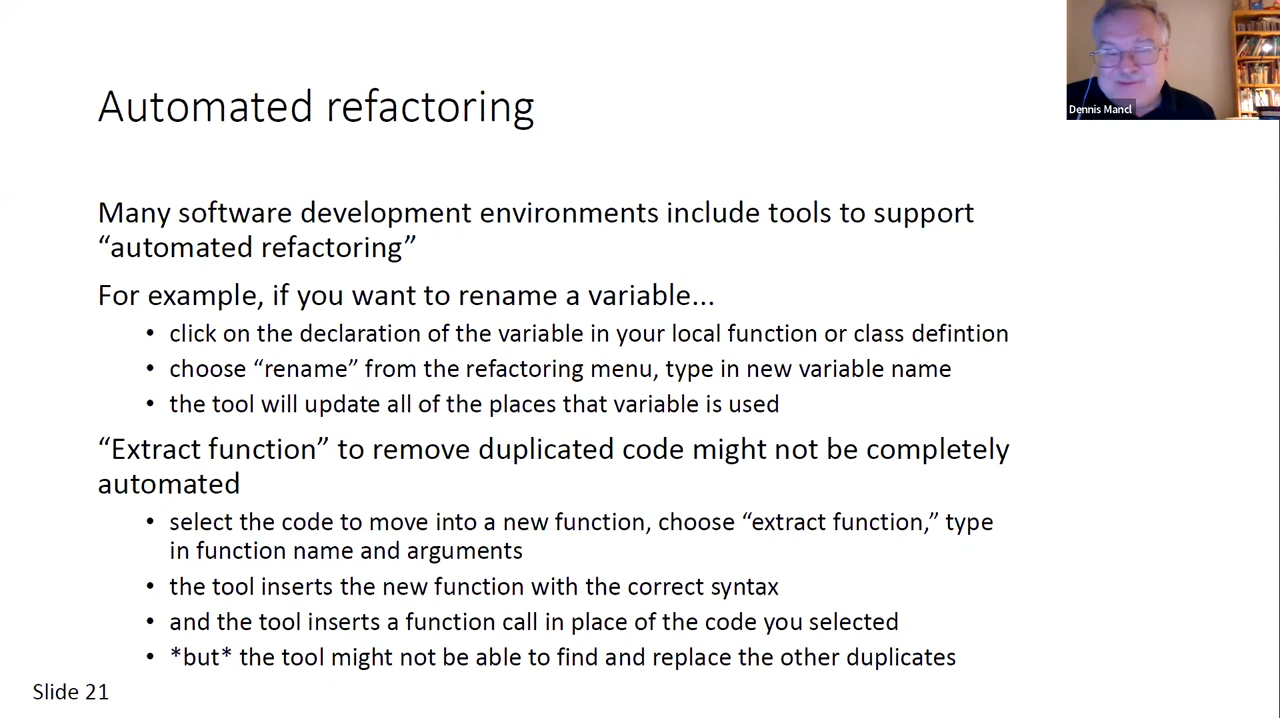 Automated refactoring
Dennis Mancl
Many software development environments include tools to support
“automated refactoring”
For example, if you want to rename a variable...
• click on the declaration of the variable in your local function or class defintion
• choose “rename” from the refactoring menu, type in new variable name
• the tool will update all of the places that variable is used
“Extract function” to remove duplicated code might not be completely
automated
• select the code to move into a new function, choose “extract function,” type
in function name and arguments
• the tool inserts the new function with the correct syntax
• and the tool inserts a function call in place of the code you selected
• *but* the tool might not be able to find and replace the other duplicates
Slide 21